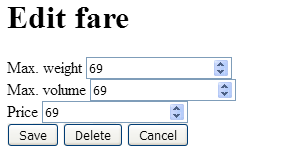 Edit fare
Max. weight 69
Max. volume 69
Price 69
Save Delete Cancel